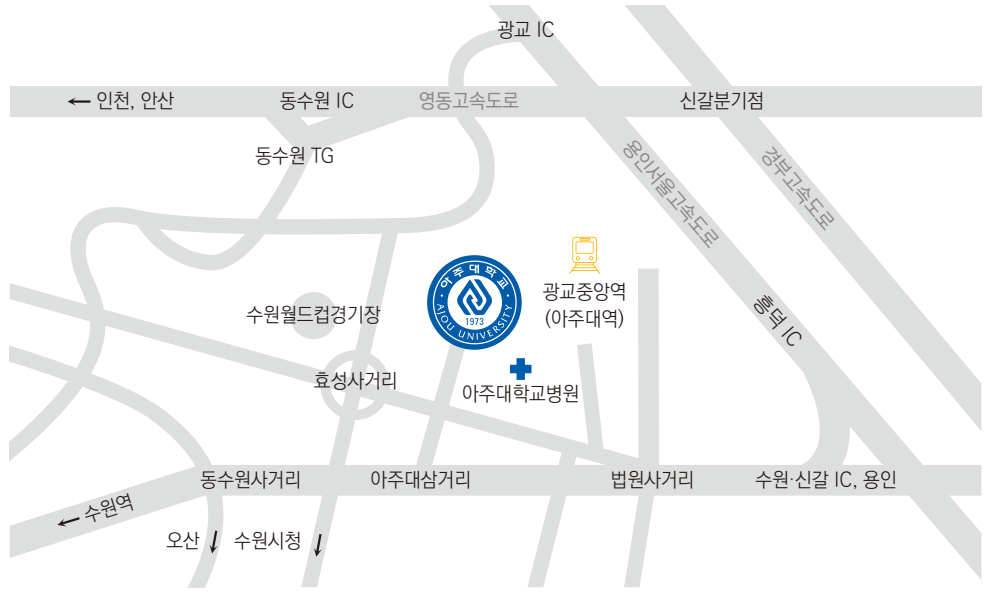 광교 IC
← 인천, 안산
동수원 IC
영동고속도로
신갈분기점
동수원 TG
용인서울고속도로
경부고속도로
아주대학교
1973
AJOU UNIVERSITY
광교중앙역
(아주대역)
수원월드컵경기장
흥덕 IC
효성사거리
아주대학교병원
동수원사거리
아주대삼거리
법원사거리
수원·신갈 IC, 용인
← 수원역
오산 ↓
수원시청 ↓